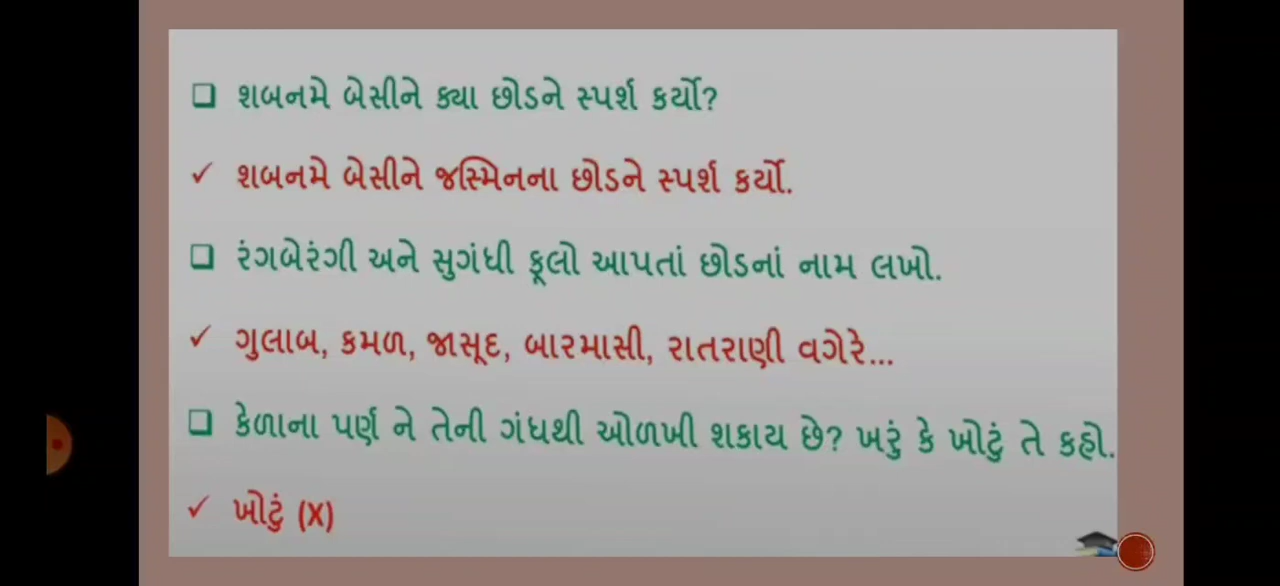 શબનમે બેસીને ક્યા છોડને સ્પર્શ કર્યો?
✓ શબનમે બેસીને જસ્મિનના છોડને સ્પર્શ કર્યો.
રંગબેરંગી અને સુગંધી ફૂલો આપતાં છોડનાં નામ લખો.
✓ ગુલાબ, કમળ, જાસૂદ, બારમાસી, રાતરાણી વગેરે...
કેળાના પર્ણ ને તેની ગંધથી ઓળખી શકાય છે? ખરું કે ખોટું તે કહો.
✓ ખોટું (X)